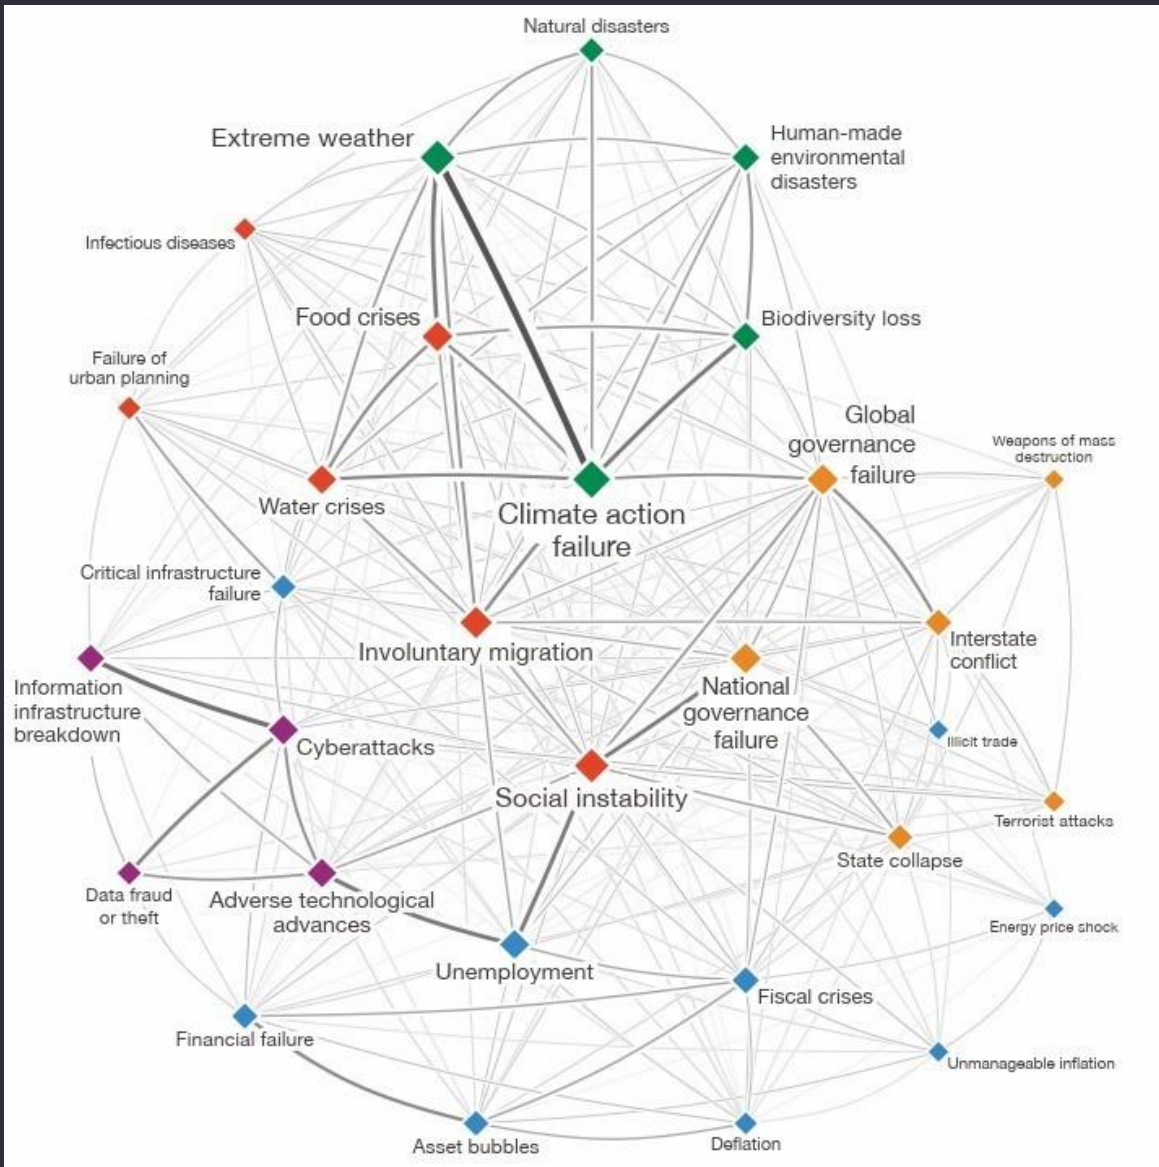 Natural disasters
Extreme weather
Human-made
environmental
disasters
Infectious diseases
Food crises
Biodiversity loss
Failure of
urban planning
Global
governance
failure
Weapons of mass
destruction
Water crises
Climate action
failure
Critical infrastructure
failure
Involuntary migration
Interstate
conflict
Information
infrastructure
breakdown
National
governance
failure
Cyberattacks
Illicit trade
Social instability
Terrorist attacks
State collapse
Data fraud
or theft
Adverse technological
advances
Energy price shock
Unemployment
Fiscal crises
Financial failure
Unmanageable inflation
Asset bubbles
Deflation